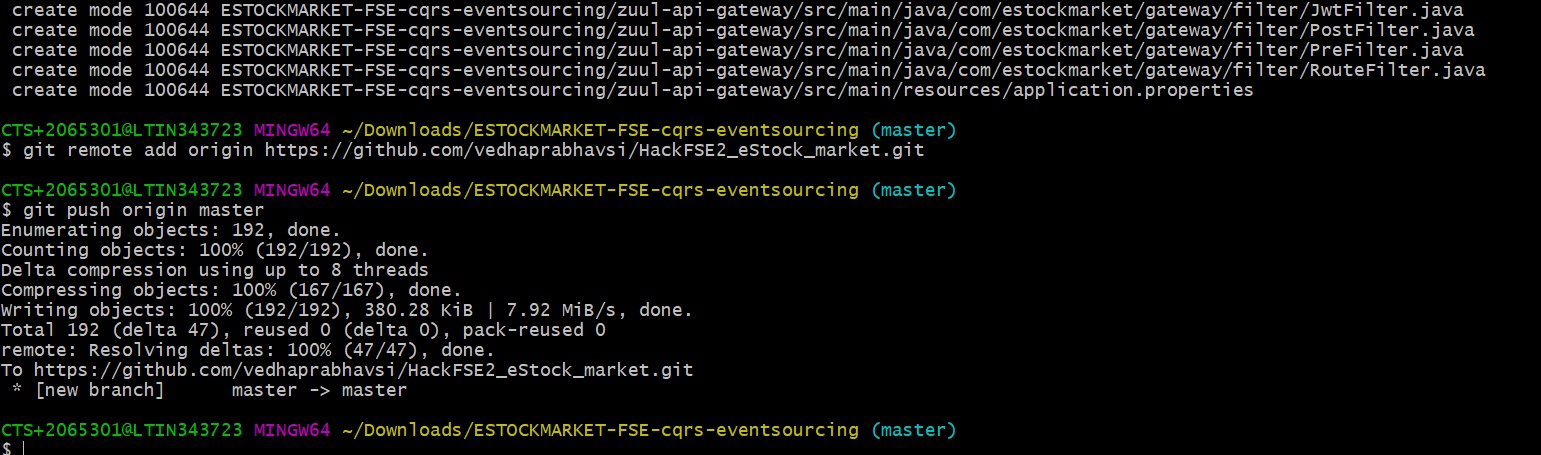 create mode 100644 ESTOCKMARKET-FSE-cqrs-eventsourcing/zuul-api-gateway/src/main/java/com/estockmarket/gateway/filter/JwtFilter.java
create mode 100644 ESTOCKMARKET-FSE-cqrs-eventsourcing/zuul-api-gateway/src/main/java/com/estockmarket/gateway/filter/PostFilter.java
create mode 100644 ESTOCKMARKET-FSE-cqrs-eventsourcing/zuul-api-gateway/src/main/java/com/estockmarket/gateway/filter/PreFilter.java
create mode 100644 ESTOCKMARKET-FSE-cqrs-eventsourcing/zuul-api-gateway/src/main/java/com/estockmarket/gateway/filter/RouteFilter.java
create mode 100644 ESTOCKMARKET-FSE-cqrs-eventsourcing/zuul-api-gateway/src/main/resources/application.properties
CTS+2065301@LTIN343723 MINGW64 ~/Downloads/ESTOCKMARKET-FSE-cqrs-eventsourcing (master)
$ git remote add origin https://github.com/vedhaprabhavsi/HackFSE2_eStock_market.git
CTS+2065301@LTIN343723 MINGW64 ~/Downloads/ESTOCKMARKET-FSE-cqrs-eventsourcing (master)
$ git push origin master
Enumerating objects: 192, done.
Counting objects: 100% (192/192), done.
Delta compression using up to 8 threads
Compressing objects: 100% (167/167), done.
Writing objects: 100% (192/192), 380.28 KiB | 7.92 MiB/s, done.
Total 192 (delta 47), reused 0 (delta 0), pack-reused 0
remote: Resolving deltas: 100% (47/47), done.
To https://github.com/vedhaprabhavsi/HackFSE2_eStock_market.git
 * [new branch]      master -> master
CTS+2065301@LTIN343723 MINGW64 ~/Downloads/ESTOCKMARKET-FSE-cqrs-eventsourcing (master)
$